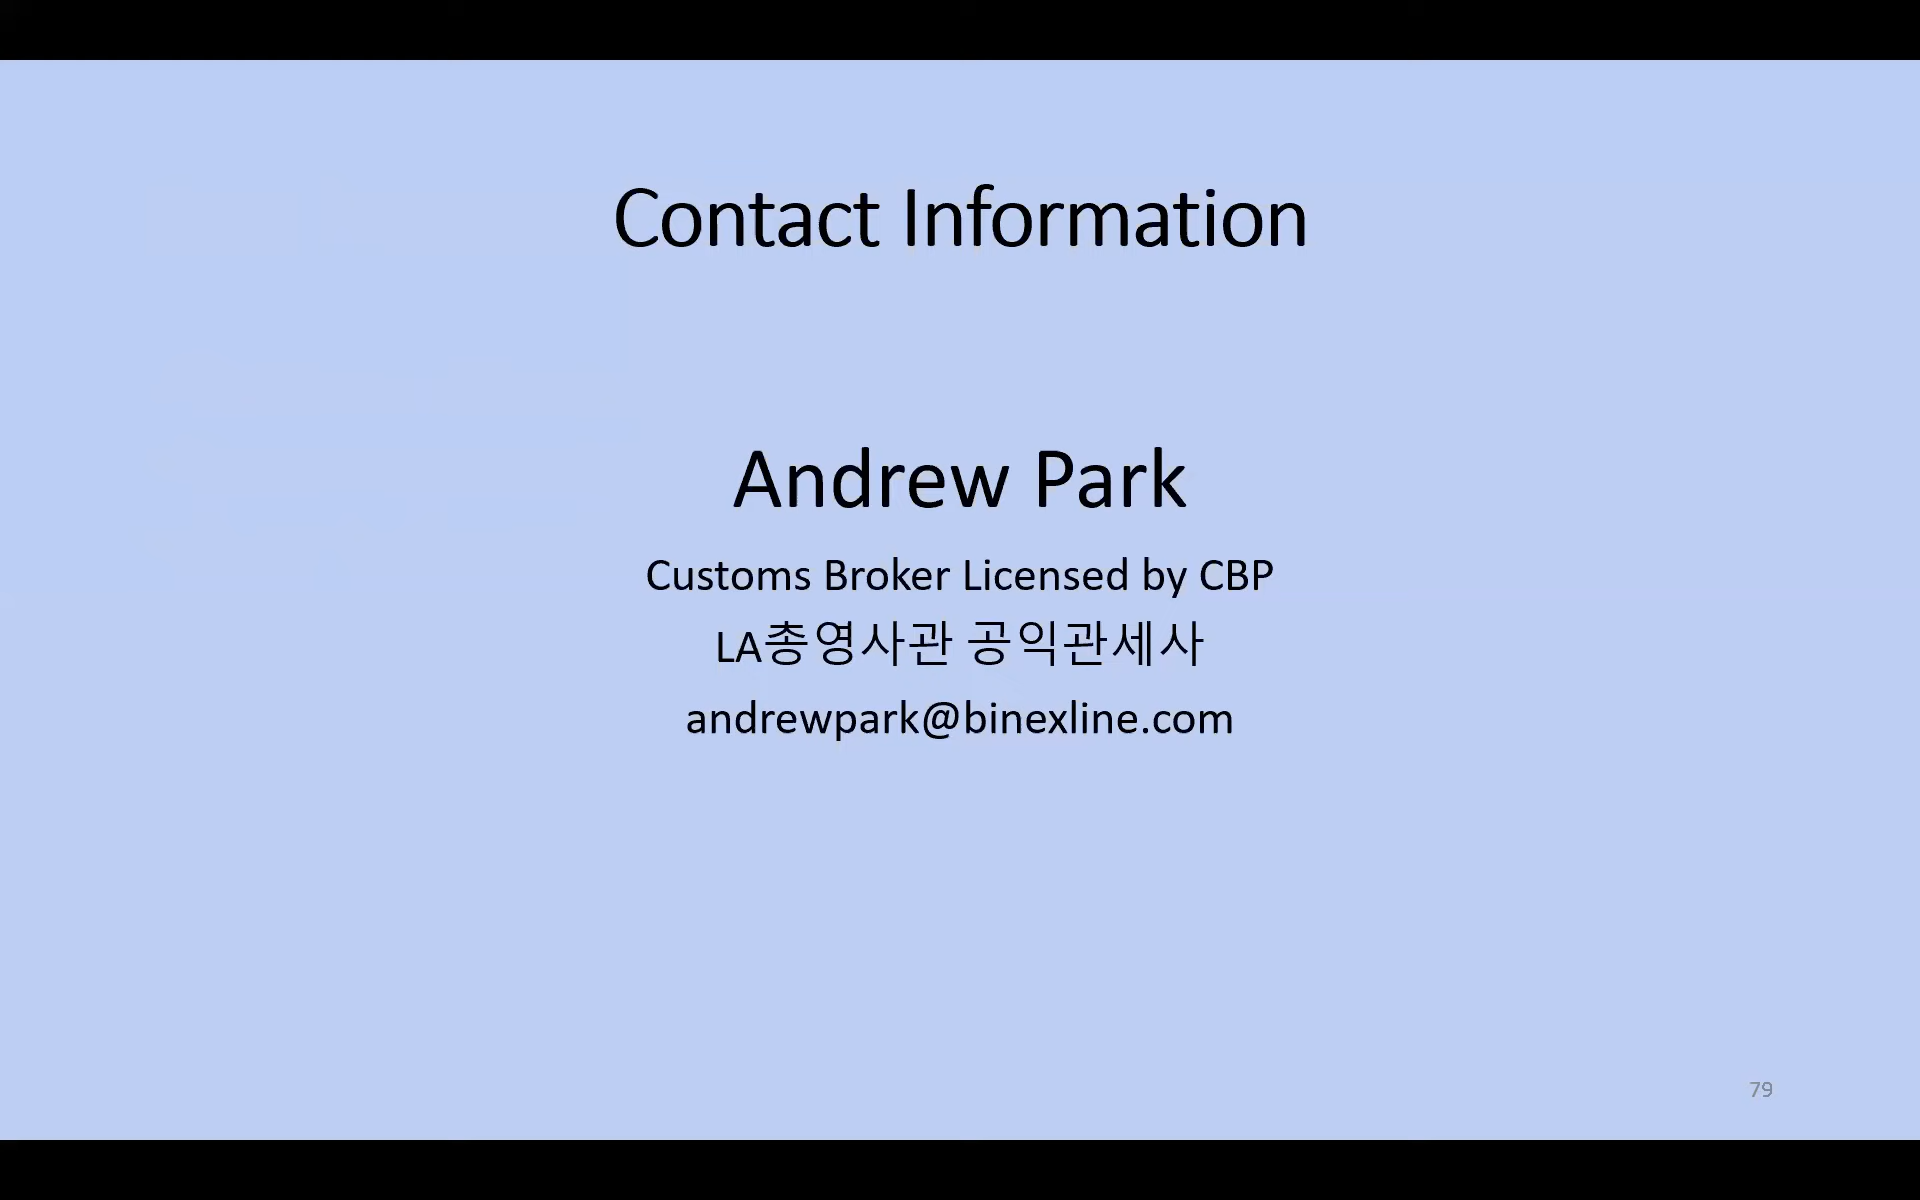 Contact Information
Andrew Park
Customs Broker Licensed by CBP
LA총영사관 공익관세사
andrewpark@binexline.com
79